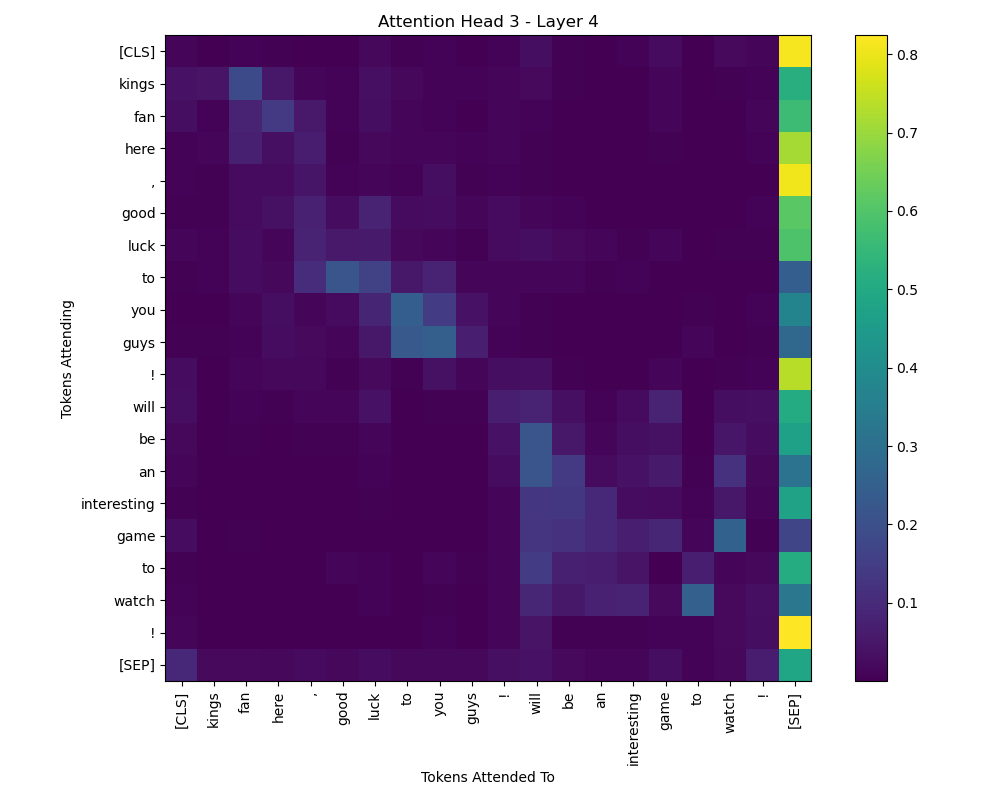 Attention Head 3 - Layer 4
[CLS]
kings
fan
here
,
good
luck
to
you
guys
!
will
be
an
interesting
game
to
watch
!
[SEP]
Tokens Attending
[CLS]
kings
fan
here
,
good
luck
to
you
guys
!
will
be
an
interesting
game
to
watch
!
[SEP]
Tokens Attended To
0.8
0.7
0.6
0.5
0.4
0.3
0.2
0.1